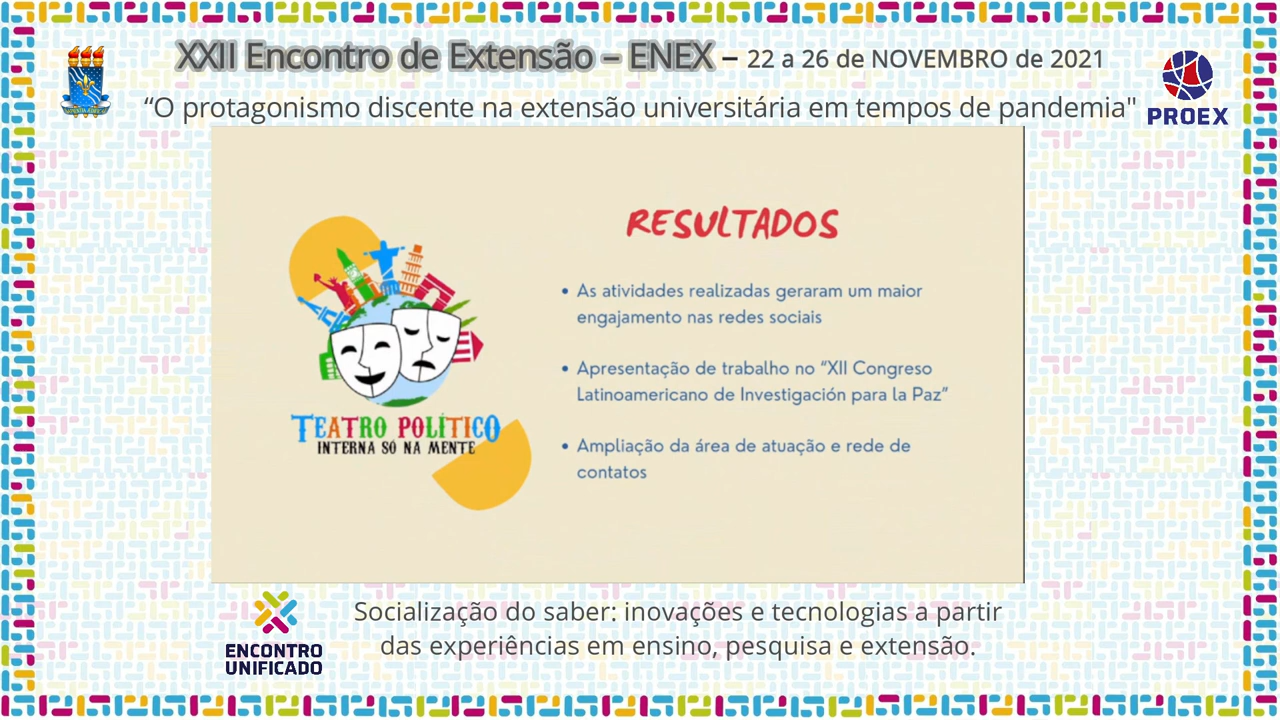 XXII Encontro de Extensão – ENEX – 22 a 26 de NOVEMBRO de 2021
“O protagonismo discente na extensão universitária em tempos de pandemia"
PROEX
RESULTADOS
• As atividades realizadas geraram um maior
engajamento nas redes sociais
• Apresentação de trabalho no “XII Congreso
Latinoamericano de Investigación para la Paz”
• Ampliação da área de atuação e rede de
contatos
TEATRO POLÍTICO
INTERNA SÓ NA MENTE
ENCONTRO
UNIFICADO
Socialização do saber: inovações e tecnologias a partir
das experiências em ensino, pesquisa e extensão.